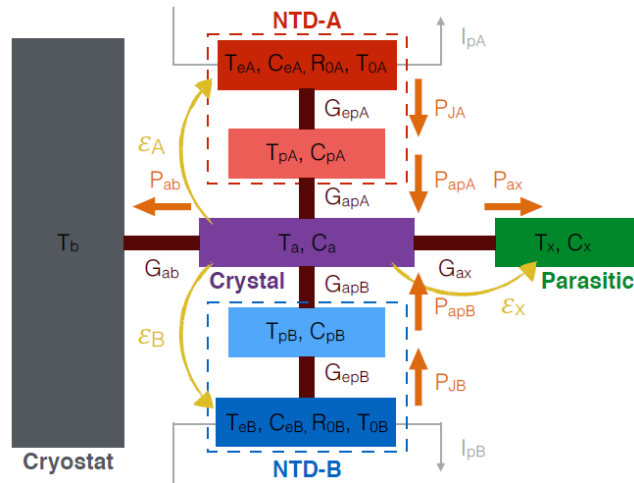 NTD-A
I_pA
T_eA, C_eA, R_0A, T_0A
G_epA
P_JA
ε_A
T_pA, C_pA
P_ab
P_apA
P_ax
G_apA
T_b
T_a, C_a
T_x, C_x
G_ab
Crystal
G_apB
G_ax
Parasitic
P_apB
ε_x
ε_B
T_pB, C_pB
G_epB
P_JB
T_eB, C_eB, R_0B, T_0B
I_pB
Cryostat
NTD-B